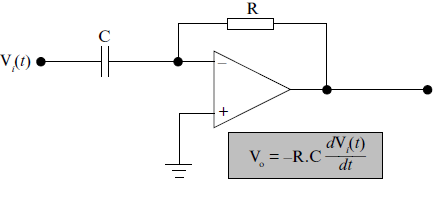 R
C
Vᵢ(t)
–
+
Vₒ = –R.C dVᵢ(t)/dt